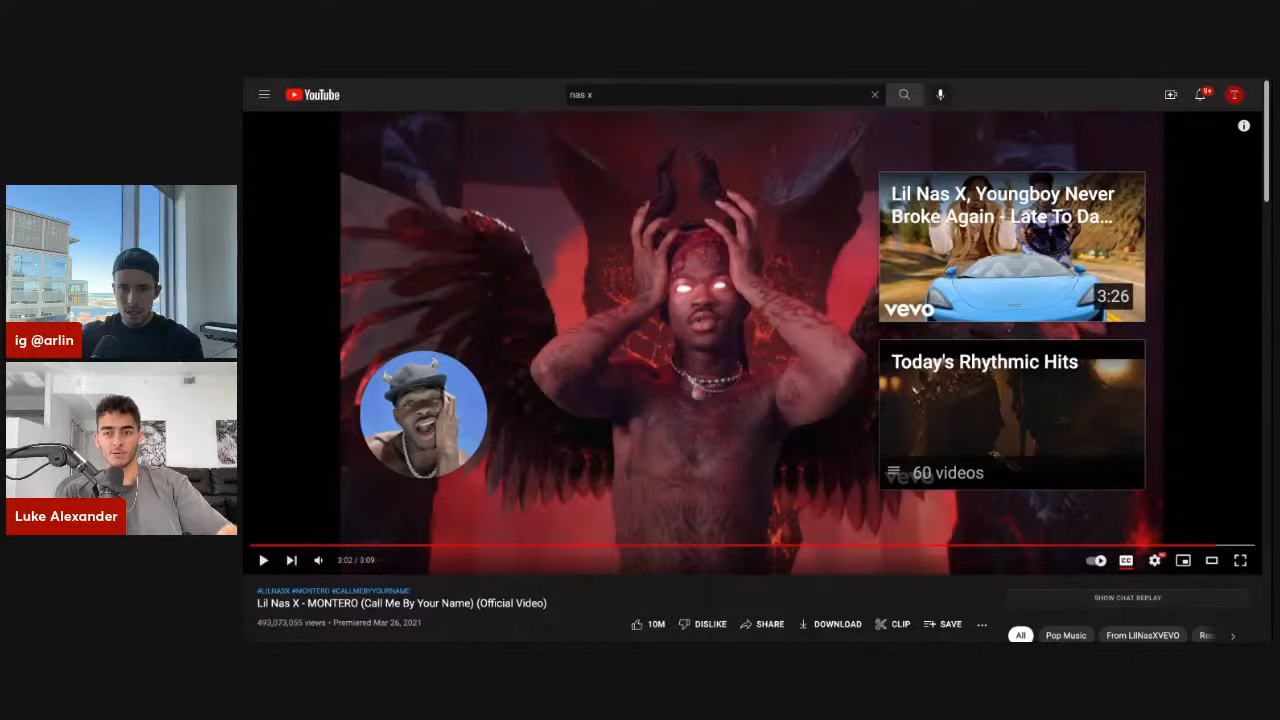 YouTube
nas x
9+
T
Lil Nas X, Youngboy Never
Broke Again - Late To Da...
3:26
vevo
Today's Rhythmic Hits
vevo
60 videos
ig @arlin
Luke Alexander
3:02 / 3:09
CC
#LILNASX #MONTERO #CALLMEBYYOURNAME
Lil Nas X - MONTERO (Call Me By Your Name) (Official Video)
493,073,055 views • Premiered Mar 26, 2021
10M DISLIKE SHARE DOWNLOAD CLIP SAVE ...
SHOW CHAT REPLAY
All Pop Music From LilNasXVEVO